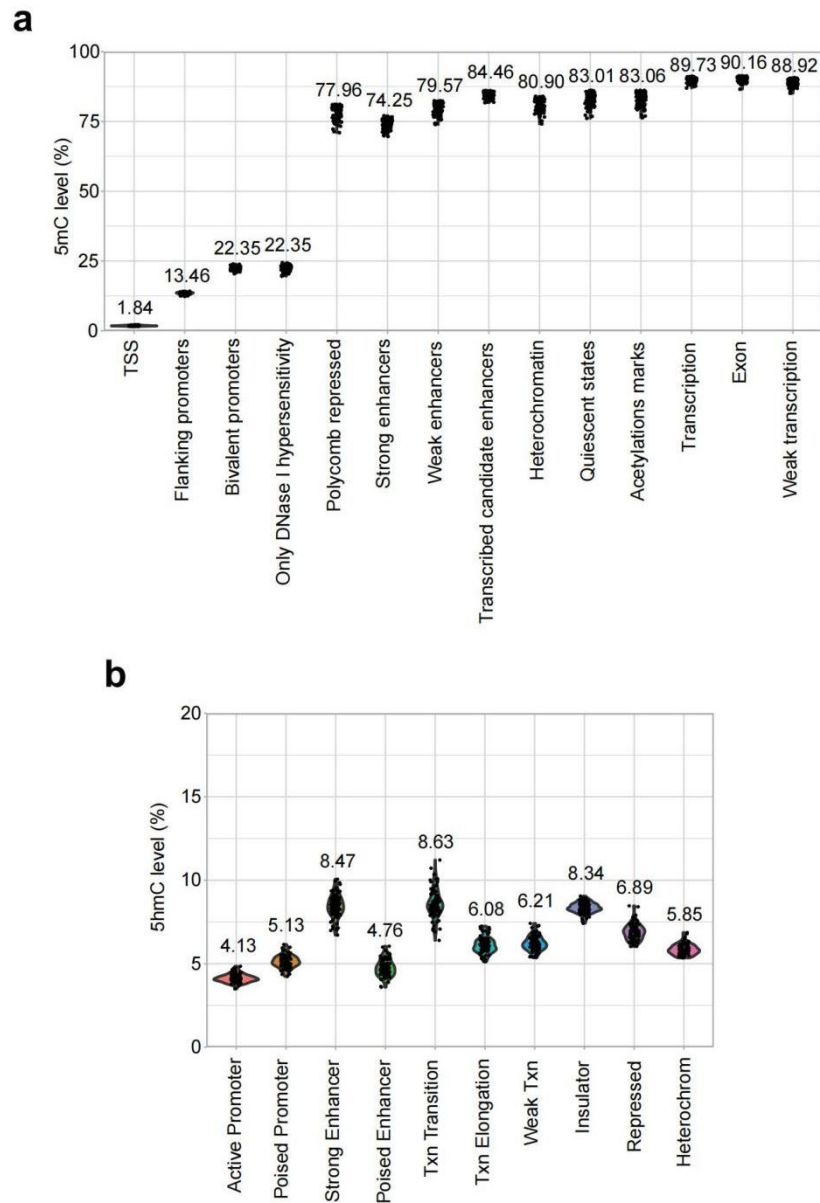 a
5mC level (%)
100
75
50
25
0
1.84
13.46
22.35
22.35
77.96
74.25
79.57
84.46
80.90
83.01
83.06
89.73
90.16
88.92
TSS
Flanking promoters
Bivalent promoters
Only DNase I hypersensitivity
Polycomb repressed
Strong enhancers
Weak enhancers
Transcribed candidate enhancers
Heterochromatin
Quiescent states
Acetylations marks
Transcription
Exon
Weak transcription
b
5hmC level (%)
20
15
10
5
0
4.13
5.13
8.47
4.76
8.63
6.08
6.21
8.34
6.89
5.85
Active Promoter
Poised Promoter
Strong Enhancer
Poised Enhancer
Txn Transition
Txn Elongation
Weak Txn
Insulator
Repressed
Heterochrom